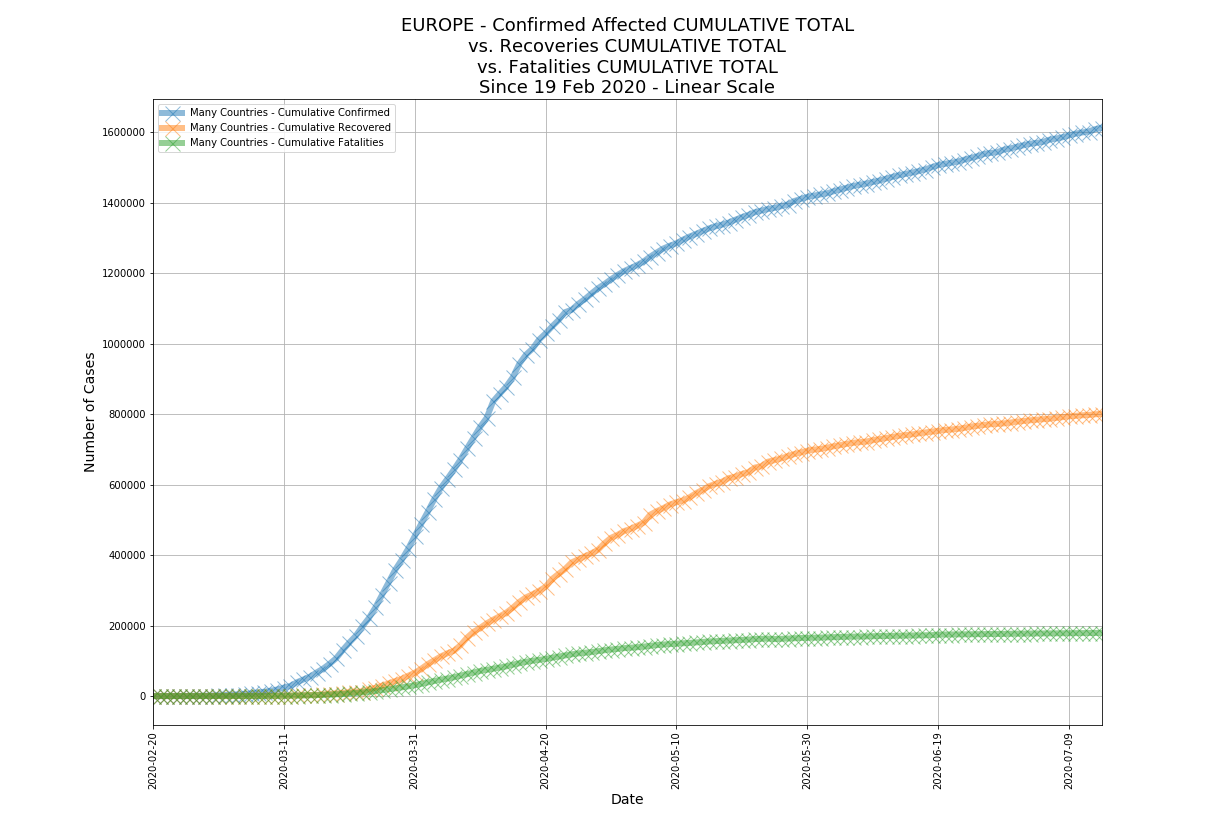 EUROPE - Confirmed Affected CUMULATIVE TOTAL
vs. Recoveries CUMULATIVE TOTAL
vs. Fatalities CUMULATIVE TOTAL
Since 19 Feb 2020 - Linear Scale
Many Countries - Cumulative Confirmed
Many Countries - Cumulative Recovered
Many Countries - Cumulative Fatalities
1600000
1400000
1200000
1000000
800000
600000
400000
200000
0
Number of Cases
2020-02-20
2020-03-11
2020-03-31
2020-04-20
2020-05-10
2020-05-30
2020-06-19
2020-07-09
Date